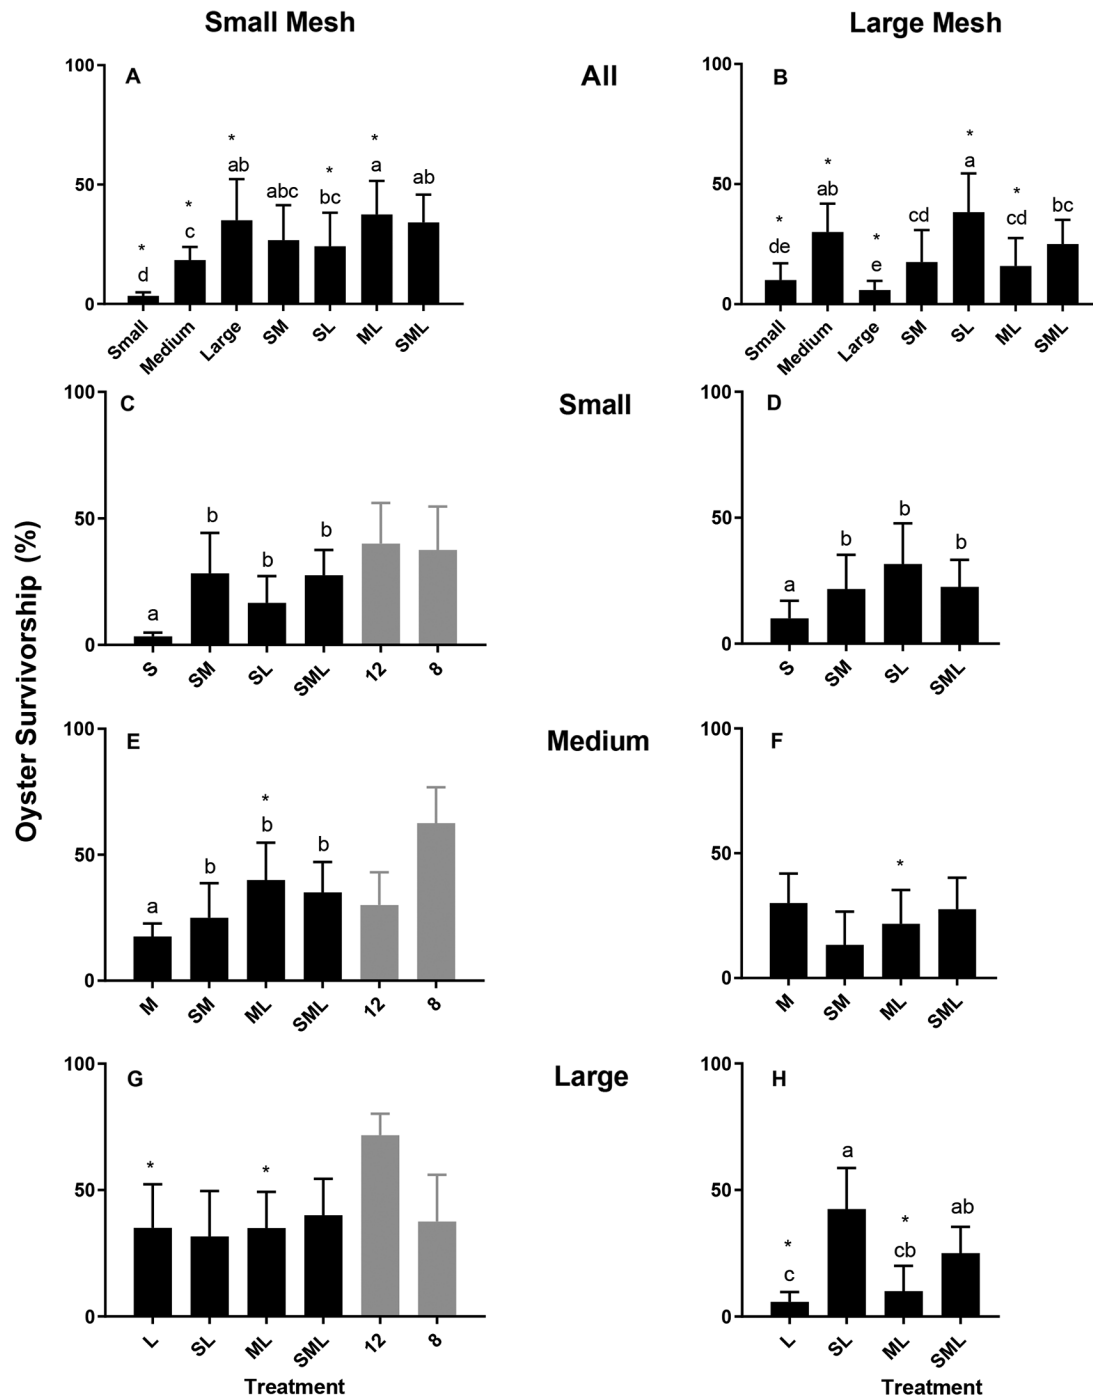 Small Mesh
Large Mesh
All
Oyster Survivorship (%)
A
100
50
0
*
d
*
c
*
ab
abc
*
bc
*
a
ab
Small
Medium
Large
SM
SL
ML
SML
B
100
50
0
*
de
*
ab
*
e
cd
*
a
*
cd
bc
Small
Medium
Large
SM
SL
ML
SML
Small
C
100
50
0
a
b
b
b
S
SM
SL
SML
12
8
D
100
50
0
a
b
b
b
S
SM
SL
SML
Medium
E
100
50
0
a
b
*
b
b
M
SM
ML
SML
12
8
F
100
50
0
*
M
SM
ML
SML
Large
G
100
50
0
*
*
L
SL
ML
SML
12
8
Treatment
H
100
50
0
*
c
a
*
cb
ab
L
SL
ML
SML
Treatment